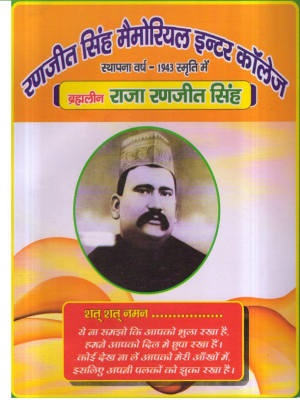 रणजीत सिंह मैमोरियल इन्टर कॉलेज
स्थापना वर्ष - 1943 स्मृति में
ब्रह्मलीन राजा रणजीत सिंह
शत् शत् नमन ..................
ये ना समझो कि आपको भुला रखा है,
हमने आपको दिल मे छुपा रखा हैं।
कोई देख ना लें आपको मेरी आँखों में,
इसलिए अपनी पलकों को झुका रखा है।